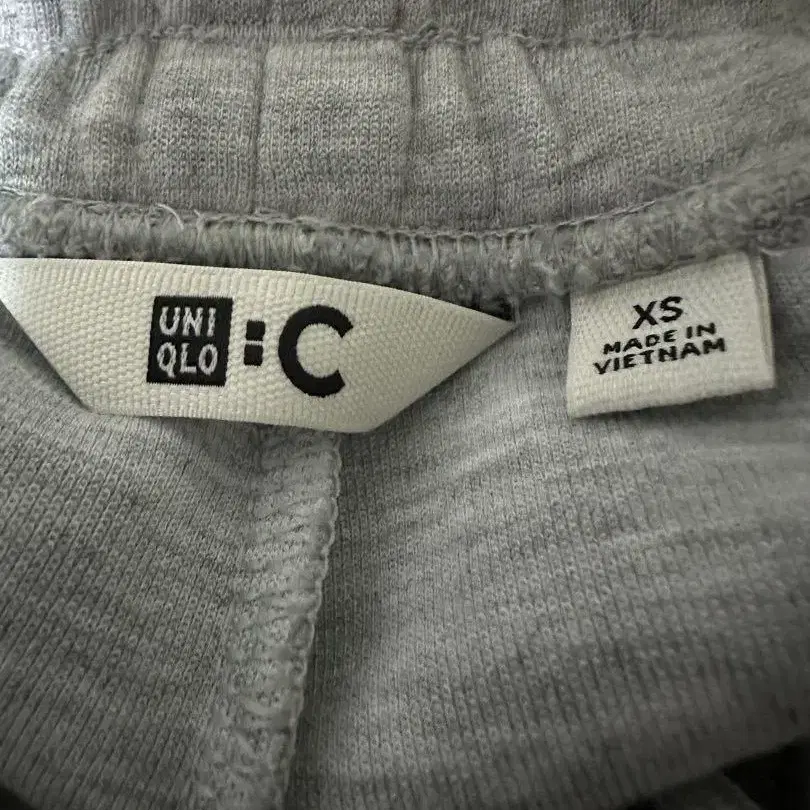 UNI
QLO
:C
XS
MADE IN
VIETNAM